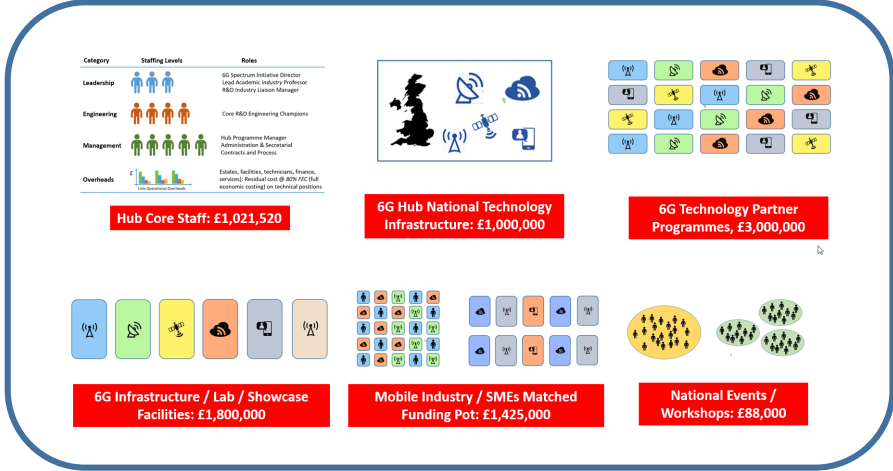 Category Staffing Levels Roles
Leadership
6G Spectrum Initiative Director
Lead Academic Industry Professor
R&D Industry Liaison Manager
Engineering
Core R&D Engineering Champions
Management
Hub Programme Manager
Administration & Secretarial
Contracts and Process
Overheads
£
Estates, facilities, technicians, finance,
services): Residual cost @ 80% FEC (full
economic costing) on technical positions
Hub Core Staff: £1,021,520
6G Hub National Technology
Infrastructure: £1,000,000
6G Technology Partner
Programmes, £3,000,000
6G Infrastructure / Lab / Showcase
Facilities: £1,800,000
Mobile Industry / SMEs Matched
Funding Pot: £1,425,000
National Events /
Workshops: £88,000